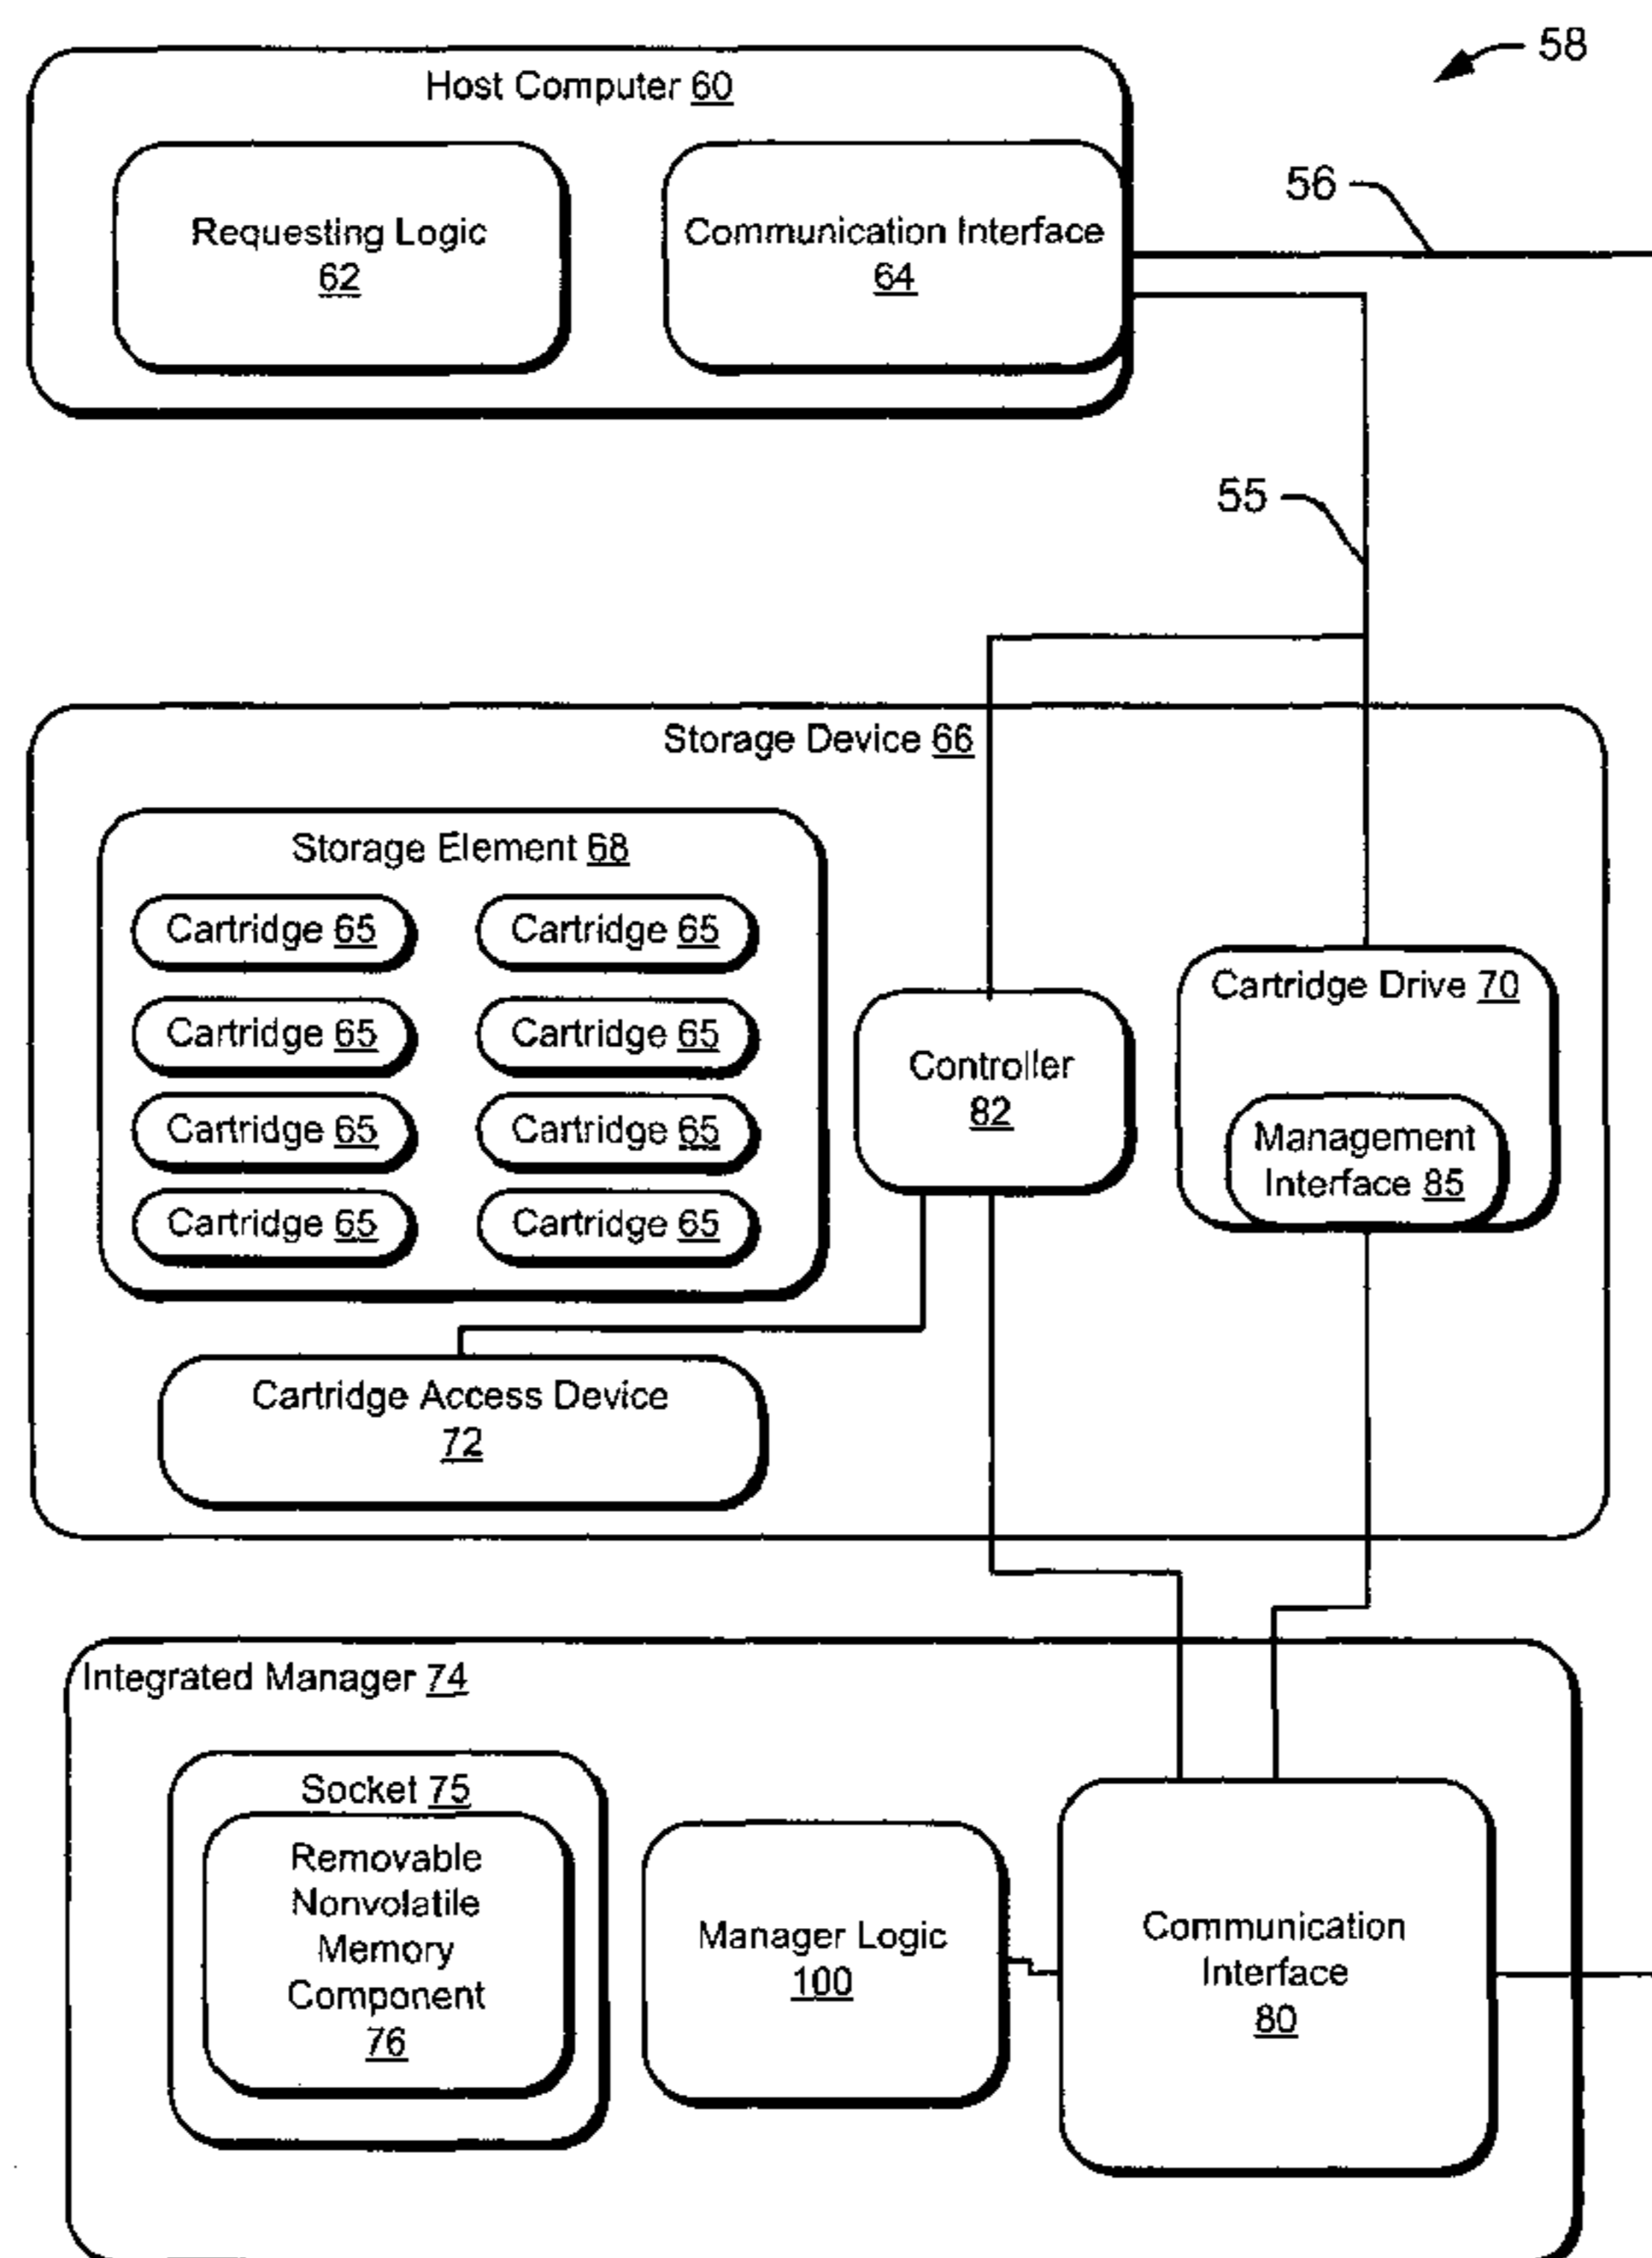 58
Host Computer 60
56
Requesting Logic
62
Communication Interface
64
55
Storage Device 66
Storage Element 68
Cartridge 65 Cartridge 65
Cartridge 65 Cartridge 65
Cartridge 65 Cartridge 65
Cartridge 65 Cartridge 65
Controller
82
Cartridge Drive 70
Management
Interface 85
Cartridge Access Device
72
Integrated Manager 74
Socket 75
Removable
Nonvolatile
Memory
Component
76
Manager Logic
100
Communication
Interface
80